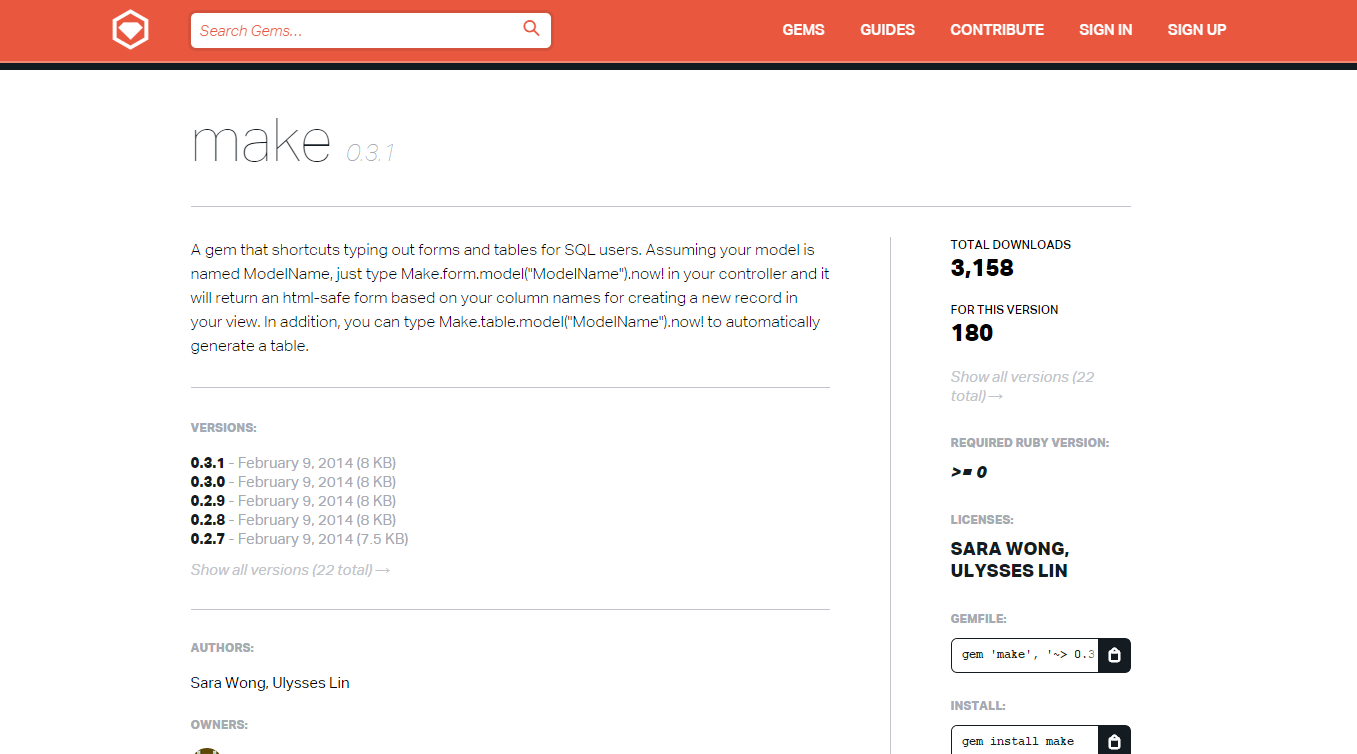 Search Gems…
GEMS
GUIDES
CONTRIBUTE
SIGN IN
SIGN UP
make 0.3.1
A gem that shortcuts typing out forms and tables for SQL users. Assuming your model is
named ModelName, just type Make.form.model("ModelName").now! in your controller and it
will return an html-safe form based on your column names for creating a new record in
your view. In addition, you can type Make.table.model("ModelName").now! to automatically
generate a table.
VERSIONS:
0.3.1 - February 9, 2014 (8 KB)
0.3.0 - February 9, 2014 (8 KB)
0.2.9 - February 9, 2014 (8 KB)
0.2.8 - February 9, 2014 (8 KB)
0.2.7 - February 9, 2014 (7.5 KB)
Show all versions (22 total) →
AUTHORS:
Sara Wong, Ulysses Lin
OWNERS:
TOTAL DOWNLOADS
3,158
FOR THIS VERSION
180
Show all versions (22
total) →
REQUIRED RUBY VERSION:
>= 0
LICENSES:
SARA WONG,
ULYSSES LIN
GEMFILE:
gem 'make', '~> 0.3
INSTALL:
gem install make